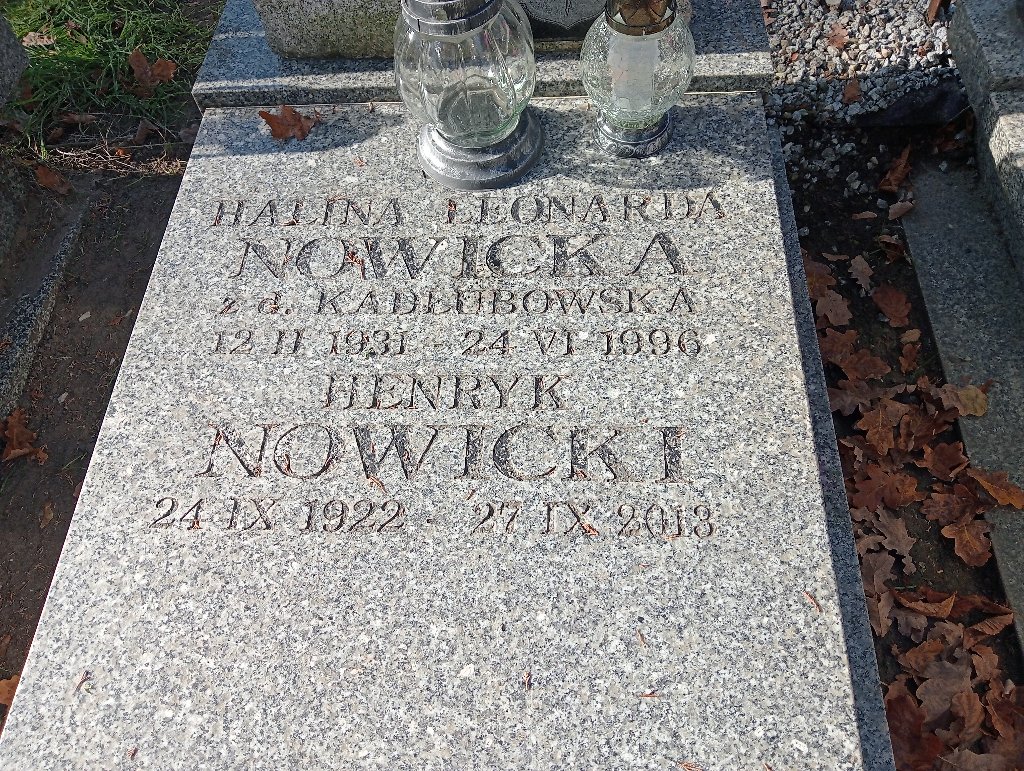 HALINA LEONARDA
NOWICKA
z d. KADŁUBOWSKA
12 II 1931 - 24 VI 1996
HENRYK
NOWICKI
24 IX 1922 - 27 IX 2013